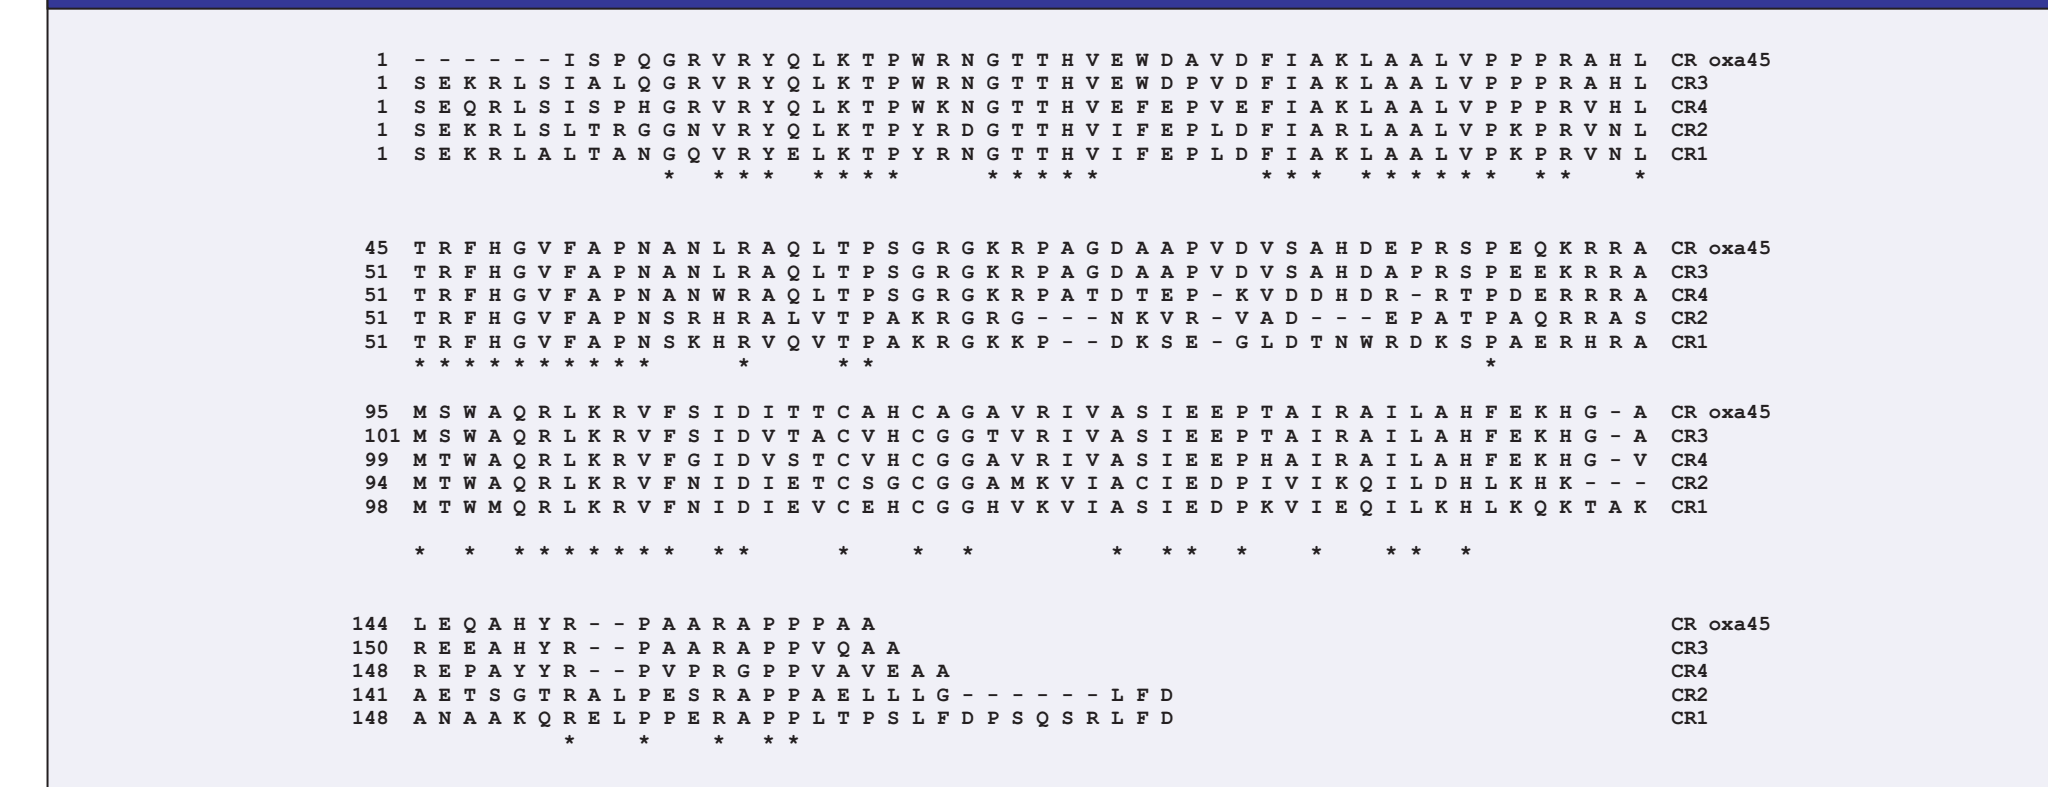 1 - - - - - - I S P Q G R V R Y Q L K T P W R N G T T H V E W D A V D F I A K L A A L V P P P R A H L CR oxa45
1 S E K R L S I A L Q G R V R Y Q L K T P W R N G T T H V E W D P V D F I A K L A A L V P P P R A H L CR3
1 S E Q R L S I S P H G R V R Y Q L K T P W K N G T T H V E F E P V E F I A K L A A L V P P P R V H L CR4
1 S E K R L S L T R G G N V R Y Q L K T P Y R D G T T H V I F E P L D F I A R L A A L V P K P R V N L CR2
1 S E K R L A L T A N G Q V R Y E L K T P Y R N G T T H V I F E P L D F I A K L A A L V P K P R V N L CR1
* * * * * * * * * * * * * * * * * * * * * * * * *
45 T R F H G V F A P N A N L R A Q L T P S G R G K R P A G D A A P V D V S A H D E P R S P E Q K R R A CR oxa45
51 T R F H G V F A P N A N L R A Q L T P S G R G K R P A G D A A P V D V S A H D A P R S P E E K R R A CR3
51 T R F H G V F A P N A N W R A Q L T P S G R G K R P A T D T E P - K V D D H D R - R T P D E R R R A CR4
51 T R F H G V F A P N S R H R A L V T P A K R G R G - - - N K V R - V A D - - - E P A T P A Q R R A S CR2
51 T R F H G V F A P N S K H R V Q V T P A K R G K K P - - D K S E - G L D T N W R D K S P A E R H R A CR1
* * * * * * * * * * * * * *
95 M S W A Q R L K R V F S I D I T T C A H C A G A V R I V A S I E E P T A I R A I L A H F E K H G - A CR oxa45
101 M S W A Q R L K R V F S I D V T A C V H C G G T V R I V A S I E E P T A I R A I L A H F E K H G - A CR3
99 M T W A Q R L K R V F G I D V S T C V H C G G A V R I V A S I E E P H A I R A I L A H F E K H G - V CR4
94 M T W A Q R L K R V F N I D I E T C S G C G G A M K V I A C I E D P I V I K Q I L D H L K H K - - - CR2
98 M T W M Q R L K R V F N I D I E V C E H C G G H V K V I A S I E D P K V I E Q I L K H L K Q K T A K CR1
* * * * * * * * * * * * * * * * * * * * * *
144 L E Q A H Y R - - P A A R A P P P A A CR oxa45
150 R E E A H Y R - - P A A R A P P V Q A A CR3
148 R E P A Y Y R - - P V P R G P P V A V E A A CR4
141 A E T S G T R A L P E S R A P P A E L L L G - - - - - - L F D CR2
148 A N A A K Q R E L P P E R A P P L T P S L F D P S Q S R L F D CR1
* * * * *